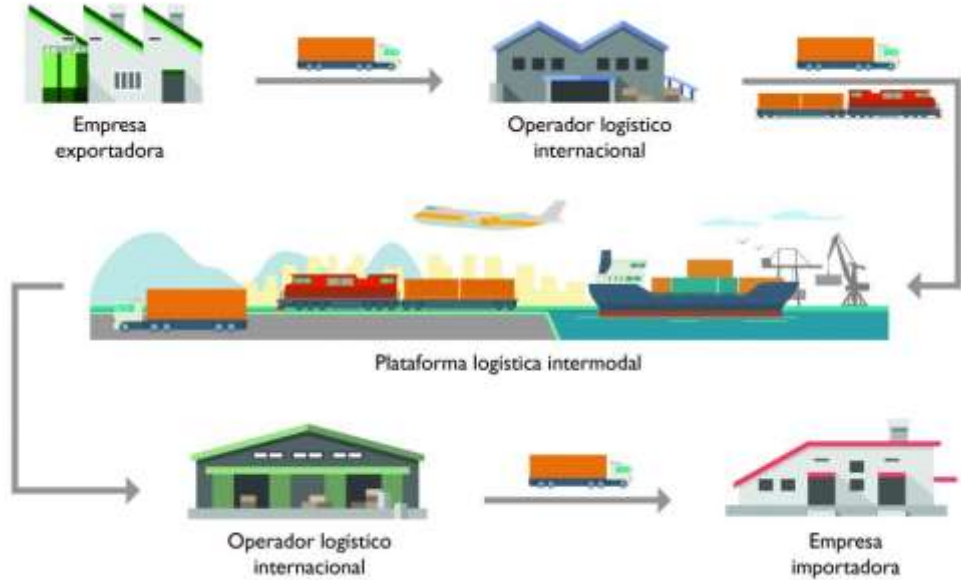 Empresa
exportadora
Operador logístico
internacional
Plataforma logística intermodal
Operador logístico
internacional
Empresa
importadora